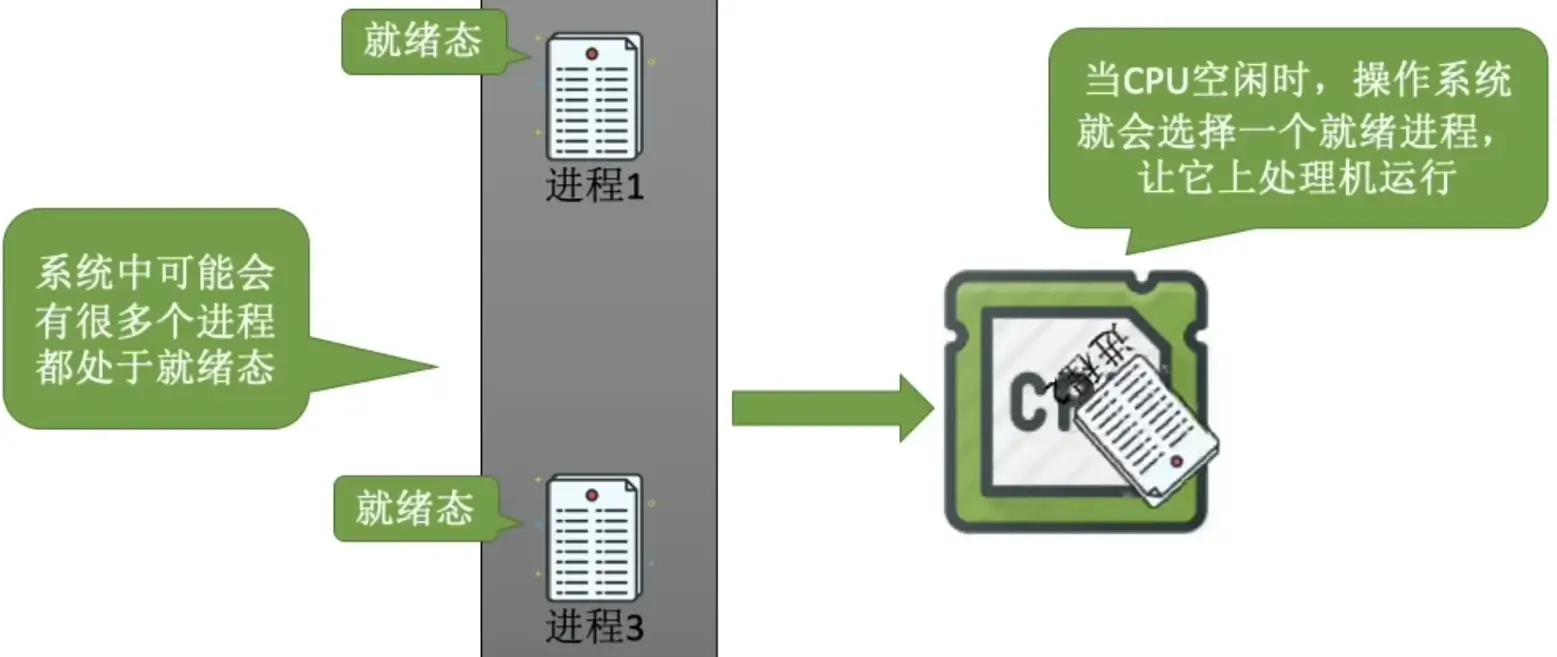 就绪态
进程1
系统中可能会
有很多个进程
都处于就绪态
就绪态
进程3
当CPU空闲时，操作系统
就会选择一个就绪进程，
让它上处理机运行
进程2